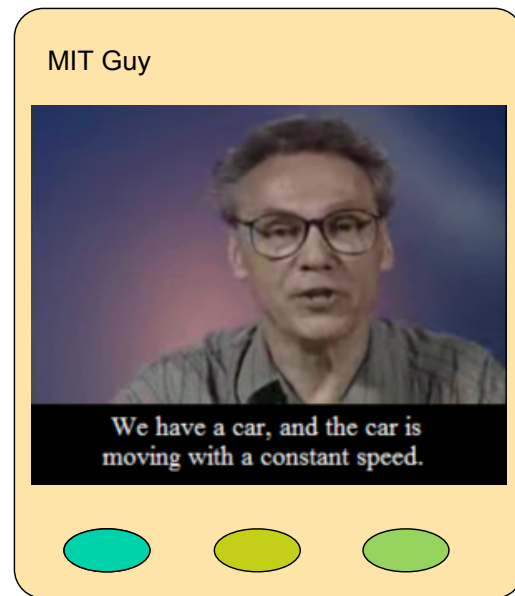 MIT Guy
We have a car, and the car is
moving with a constant speed.